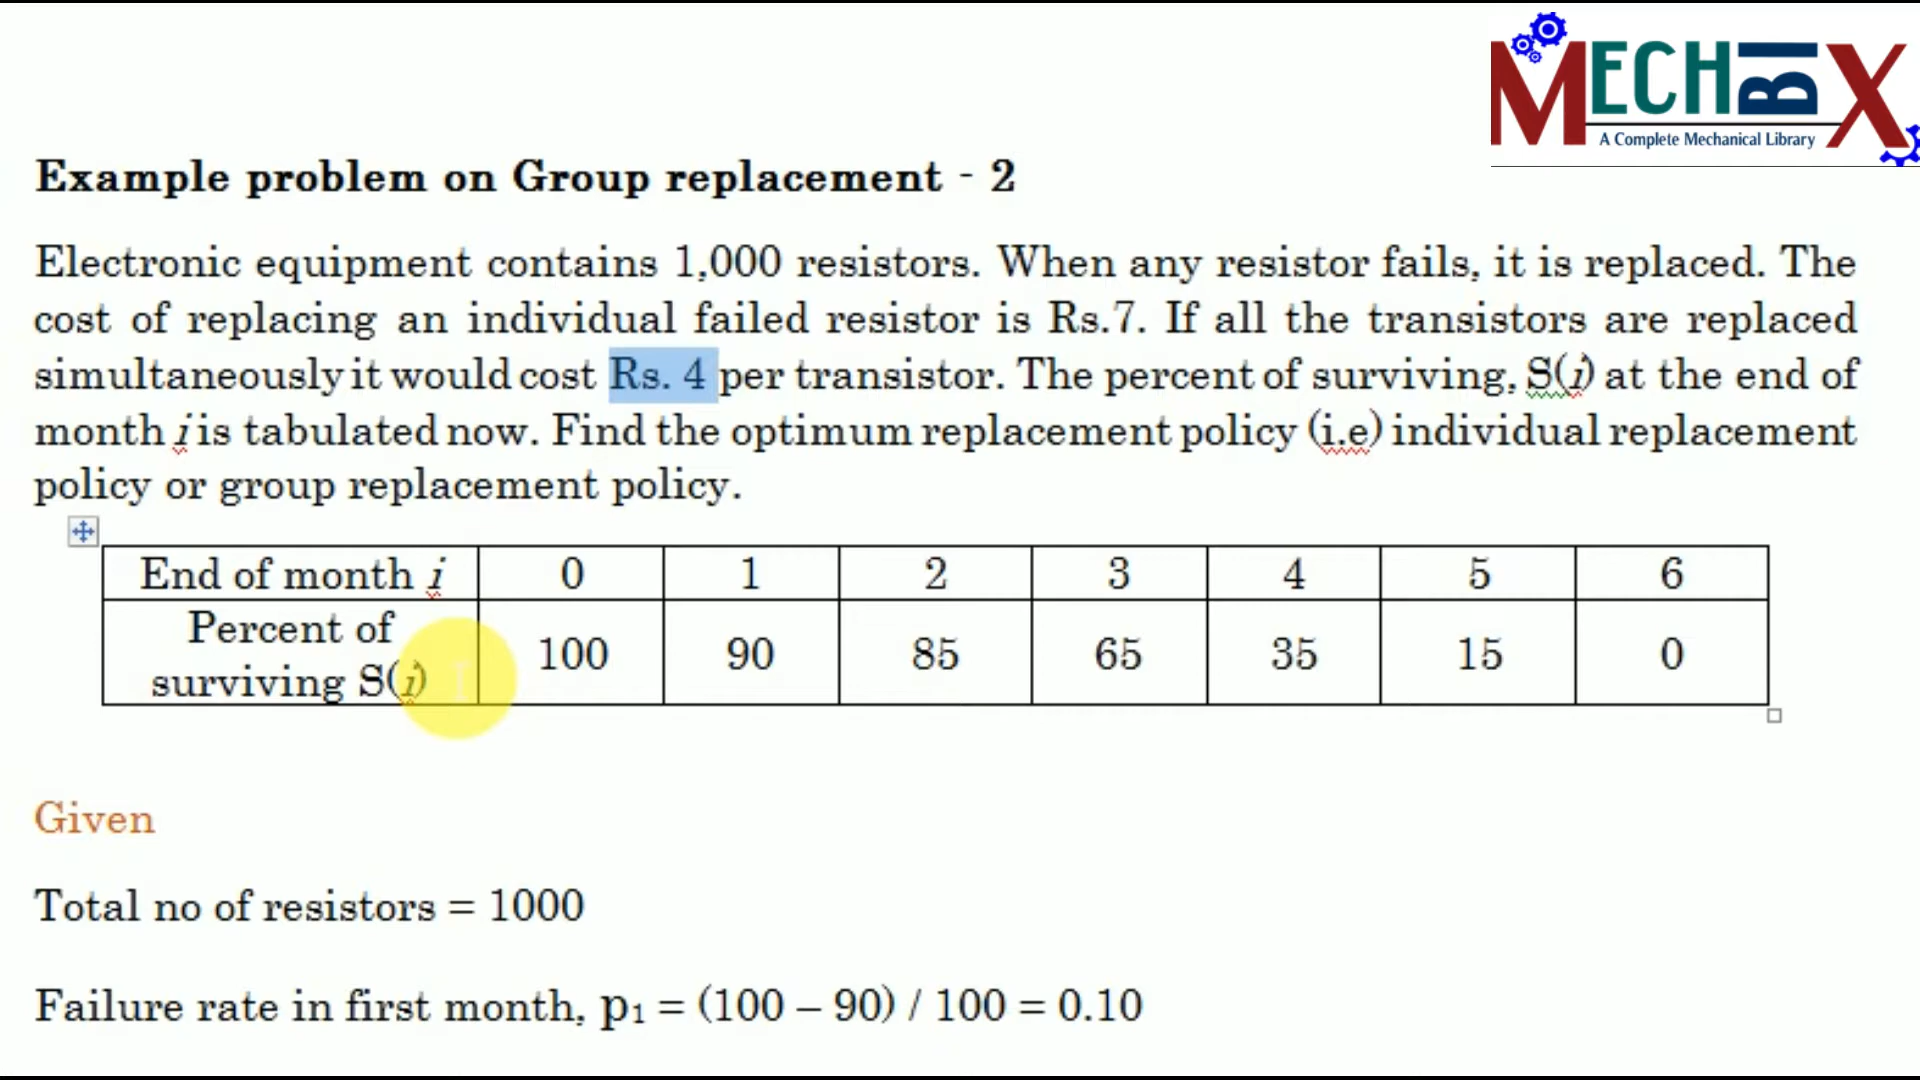 MECHBIX
A Complete Mechanical Library
Example problem on Group replacement - 2
Electronic equipment contains 1,000 resistors. When any resistor fails, it is replaced. The
cost of replacing an individual failed resistor is Rs.7. If all the transistors are replaced
simultaneously it would cost Rs. 4 per transistor. The percent of surviving, S(i) at the end of
month i is tabulated now. Find the optimum replacement policy (i.e) individual replacement
policy or group replacement policy.
End of month i 0 1 2 3 4 5 6
Percent of
surviving S(i) 100 90 85 65 35 15 0
Given
Total no of resistors = 1000
Failure rate in first month, p₁ = (100 – 90) / 100 = 0.10